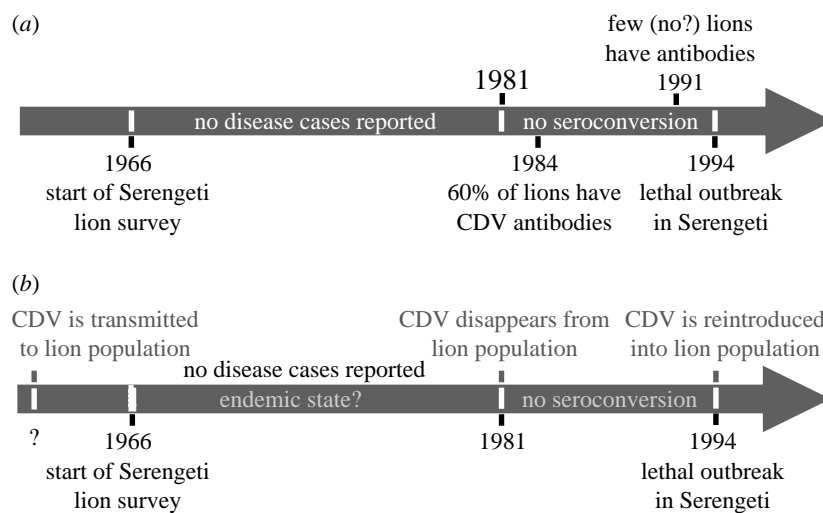 (a)
few (no?) lions
have antibodies
1981
1991
no disease cases reported
no seroconversion
1966
1984
1994
start of Serengeti
lion survey
60% of lions have
CDV antibodies
lethal outbreak
in Serengeti
(b)
CDV is transmitted
to lion population
CDV disappears from
lion population
CDV is reintroduced
into lion population
no disease cases reported
endemic state?
no seroconversion
?
1966
1981
1994
start of Serengeti
lion survey
lethal outbreak
in Serengeti